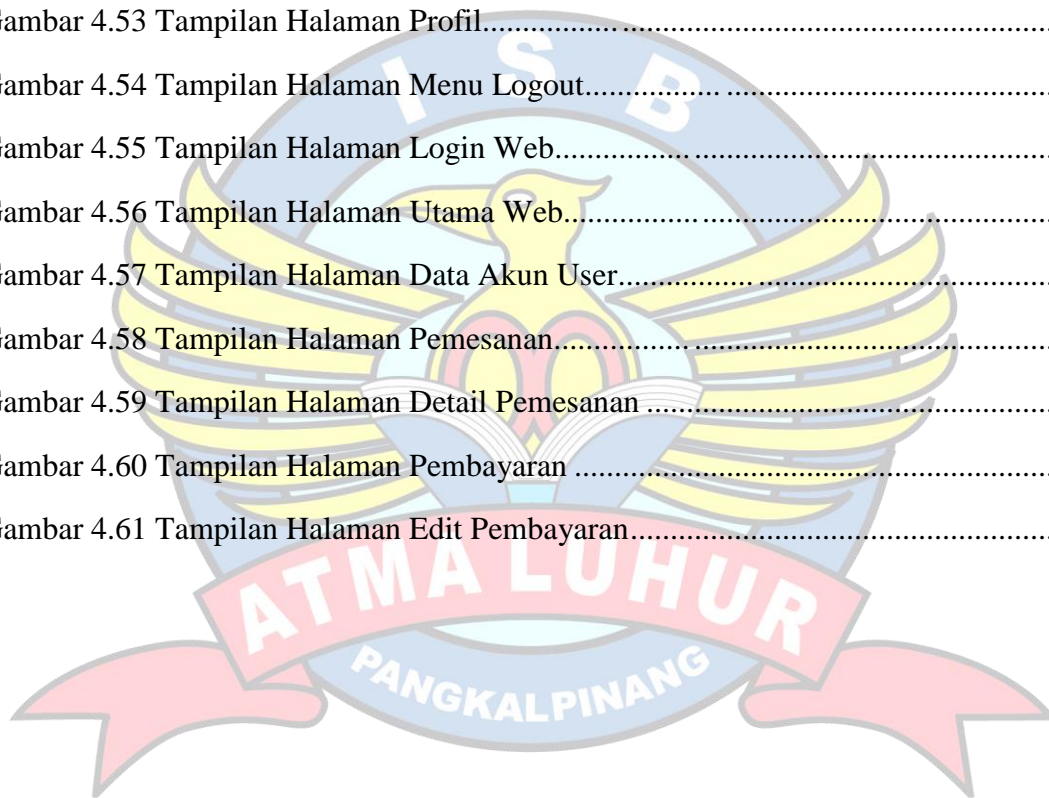 I S B
Gambar 4.53 Tampilan Halaman Profil..........................................................................
Gambar 4.54 Tampilan Halaman Menu Logout.........................................................
Gambar 4.55 Tampilan Halaman Login Web.............................................................
Gambar 4.56 Tampilan Halaman Utama Web............................................................
Gambar 4.57 Tampilan Halaman Data Akun User.....................................................
Gambar 4.58 Tampilan Halaman Pemesanan.............................................................
Gambar 4.59 Tampilan Halaman Detail Pemesanan ..................................................
Gambar 4.60 Tampilan Halaman Pembayaran ...........................................................
Gambar 4.61 Tampilan Halaman Edit Pembayaran....................................................
ATMA LUHUR
PANGKALPINANG